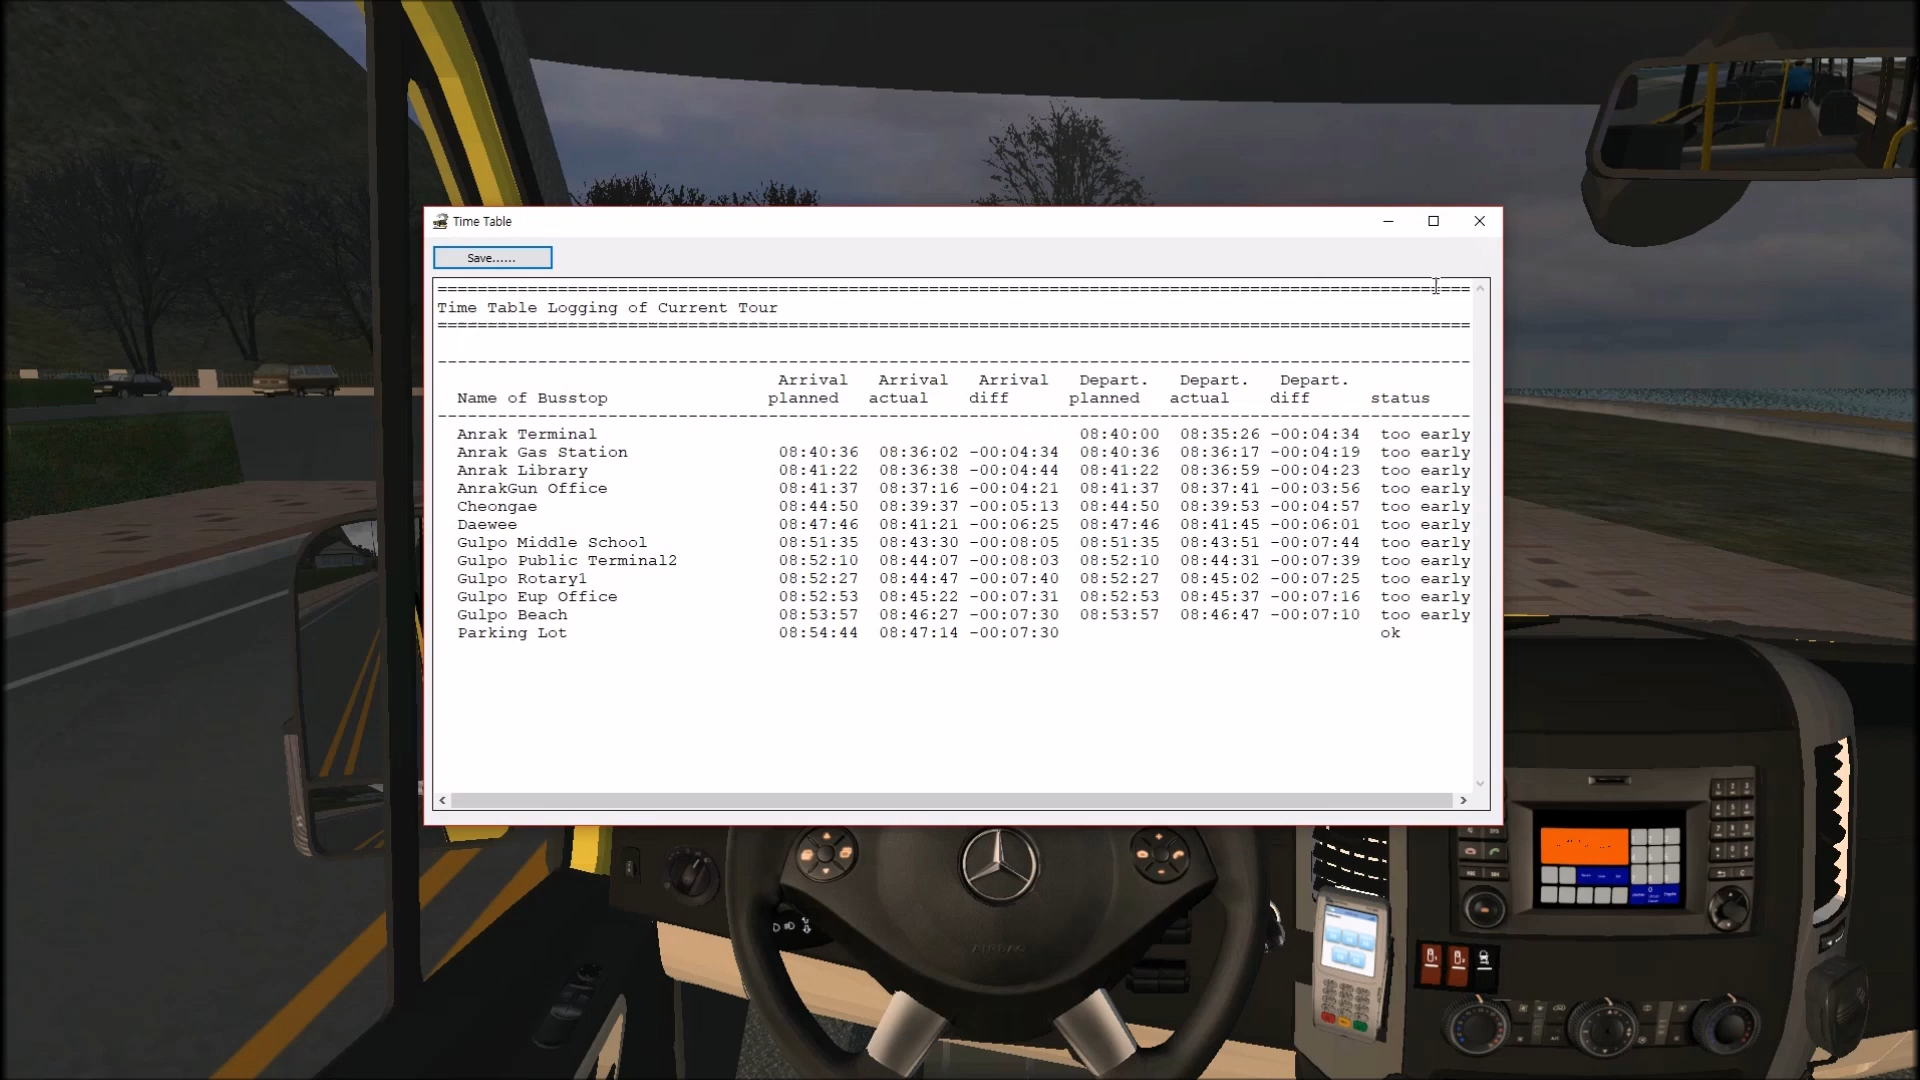 Time Table
Save......
================================================================================
Time Table Logging of Current Tour
================================================================================
--------------------------------------------------------------------------------
Arrival Arrival Arrival Depart. Depart. Depart.
Name of Busstop planned actual diff planned actual diff status
--------------------------------------------------------------------------------
Anrak Terminal 08:40:00 08:35:26 -00:04:34 too early
Anrak Gas Station 08:40:36 08:36:02 -00:04:34 08:40:36 08:36:17 -00:04:19 too early
Anrak Library 08:41:22 08:36:38 -00:04:44 08:41:22 08:36:59 -00:04:23 too early
AnrakGun Office 08:41:37 08:37:16 -00:04:21 08:41:37 08:37:41 -00:03:56 too early
Cheongae 08:44:50 08:39:37 -00:05:13 08:44:50 08:39:53 -00:04:57 too early
Daewee 08:47:46 08:41:21 -00:06:25 08:47:46 08:41:45 -00:06:01 too early
Gulpo Middle School 08:51:35 08:43:30 -00:08:05 08:51:35 08:43:51 -00:07:44 too early
Gulpo Public Terminal2 08:52:10 08:44:07 -00:08:03 08:52:10 08:44:31 -00:07:39 too early
Gulpo Rotary1 08:52:27 08:44:47 -00:07:40 08:52:27 08:45:02 -00:07:25 too early
Gulpo Eup Office 08:52:53 08:45:22 -00:07:31 08:52:53 08:45:37 -00:07:16 too early
Gulpo Beach 08:53:57 08:46:27 -00:07:30 08:53:57 08:46:47 -00:07:10 too early
Parking Lot 08:54:44 08:47:14 -00:07:30 ok
AIRBAG